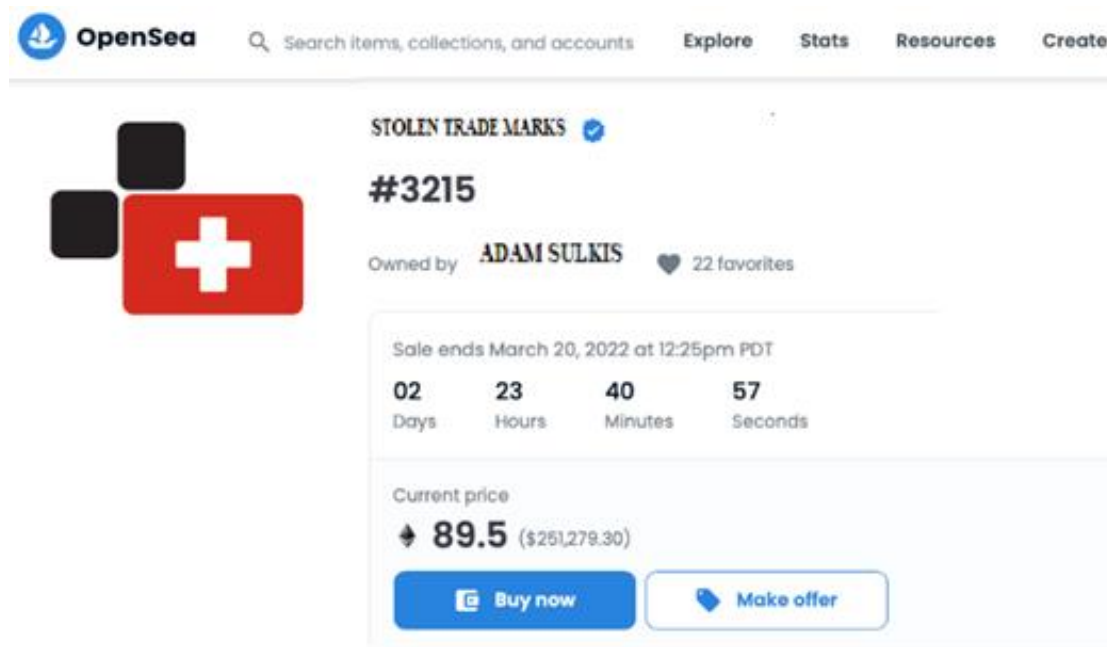 OpenSea Search items, collections, and accounts Explore Stats Resources Create
STOLEN TRADE MARKS
#3215
Owned by ADAM SULKIS 22 favorites
Sale ends March 20, 2022 at 12:25pm PDT
02 23 40 57
Days Hours Minutes Seconds
Current price
89.5 ($251,279.30)
Buy now Make offer